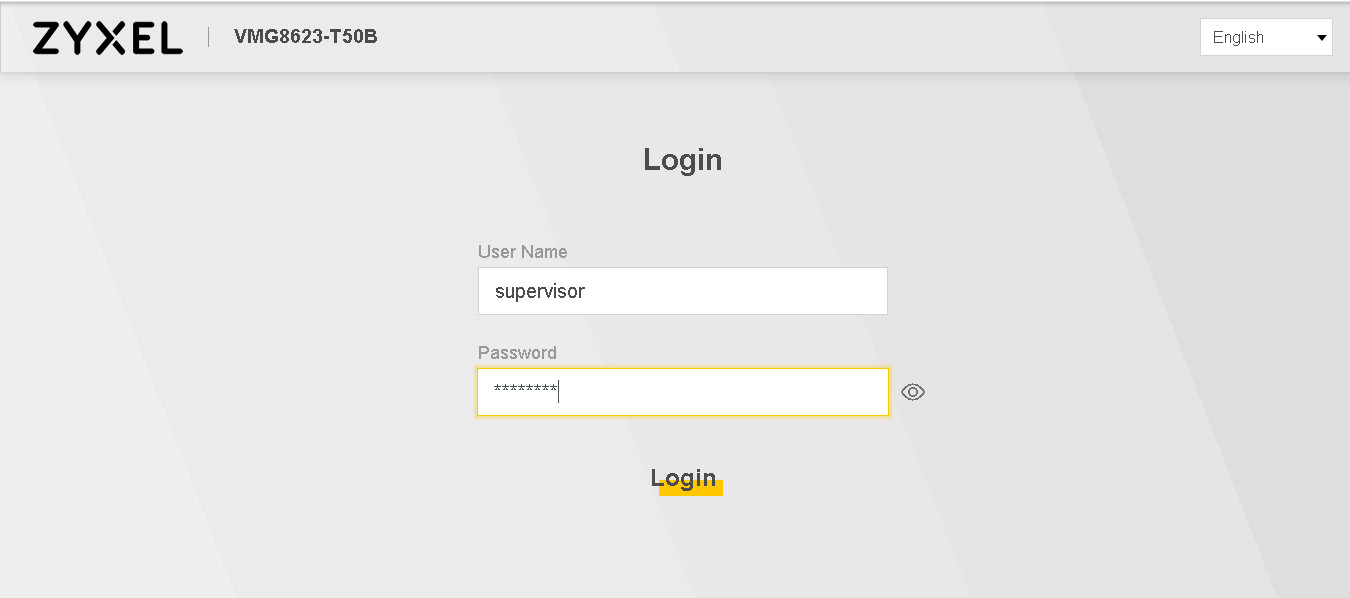 ZYXEL VMG8623-T50B English
Login
User Name
supervisor
Password
********
Login